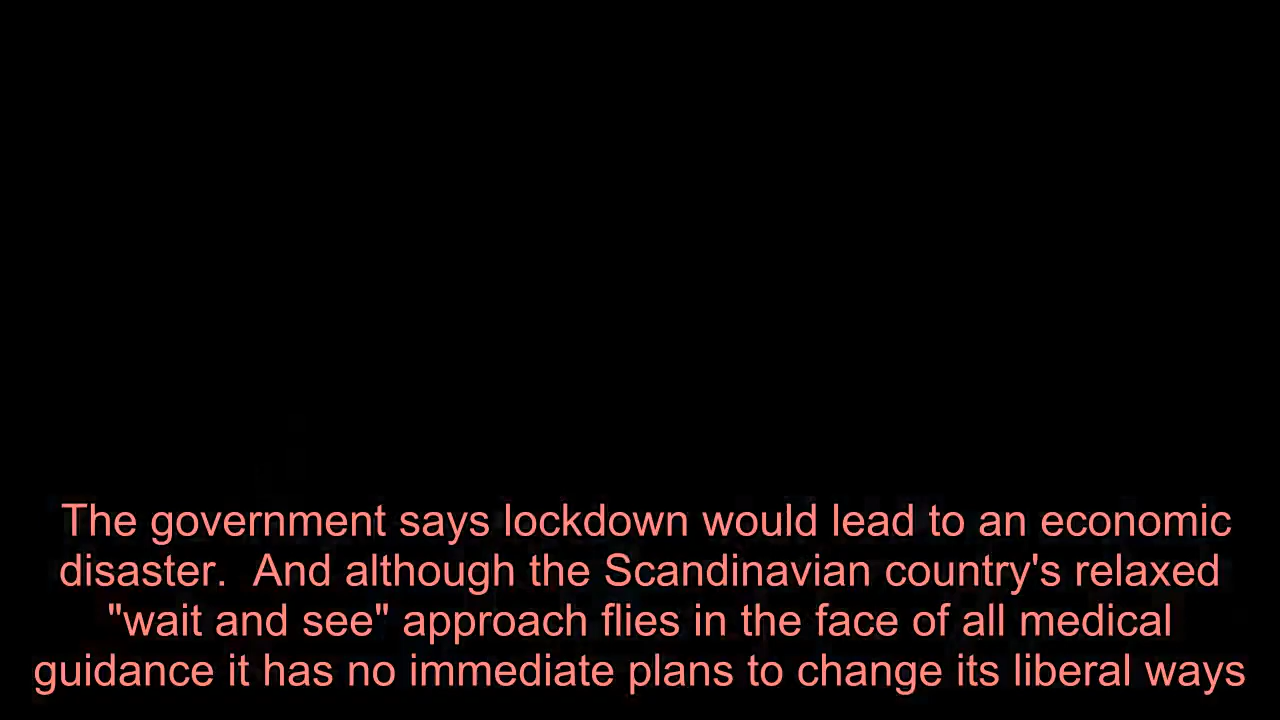 The government says lockdown would lead to an economic
disaster.  And although the Scandinavian country's relaxed
"wait and see" approach flies in the face of all medical
guidance it has no immediate plans to change its liberal ways